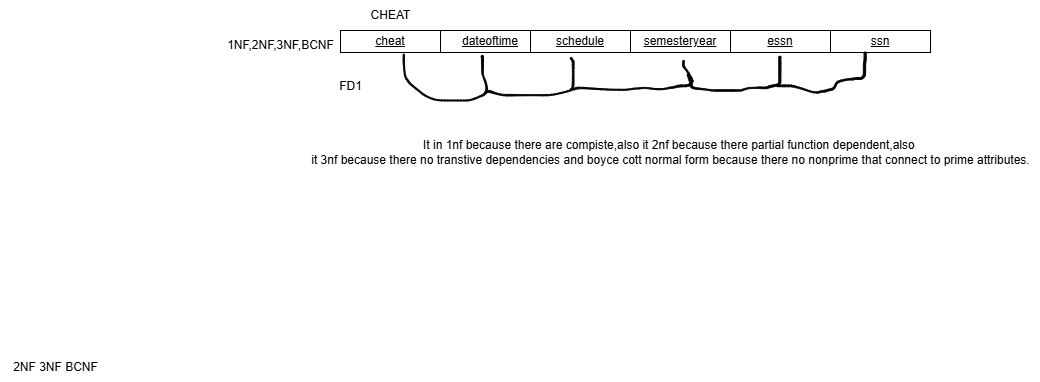 CHEAT
1NF,2NF,3NF,BCNF cheat dateoftime schedule semesteryear essn ssn
FD1
It in 1nf because there are compiste,also it 2nf because there partial function dependent,also
it 3nf because there no transtive dependencies and boyce cott normal form because there no nonprime that connect to prime attributes.
2NF 3NF BCNF